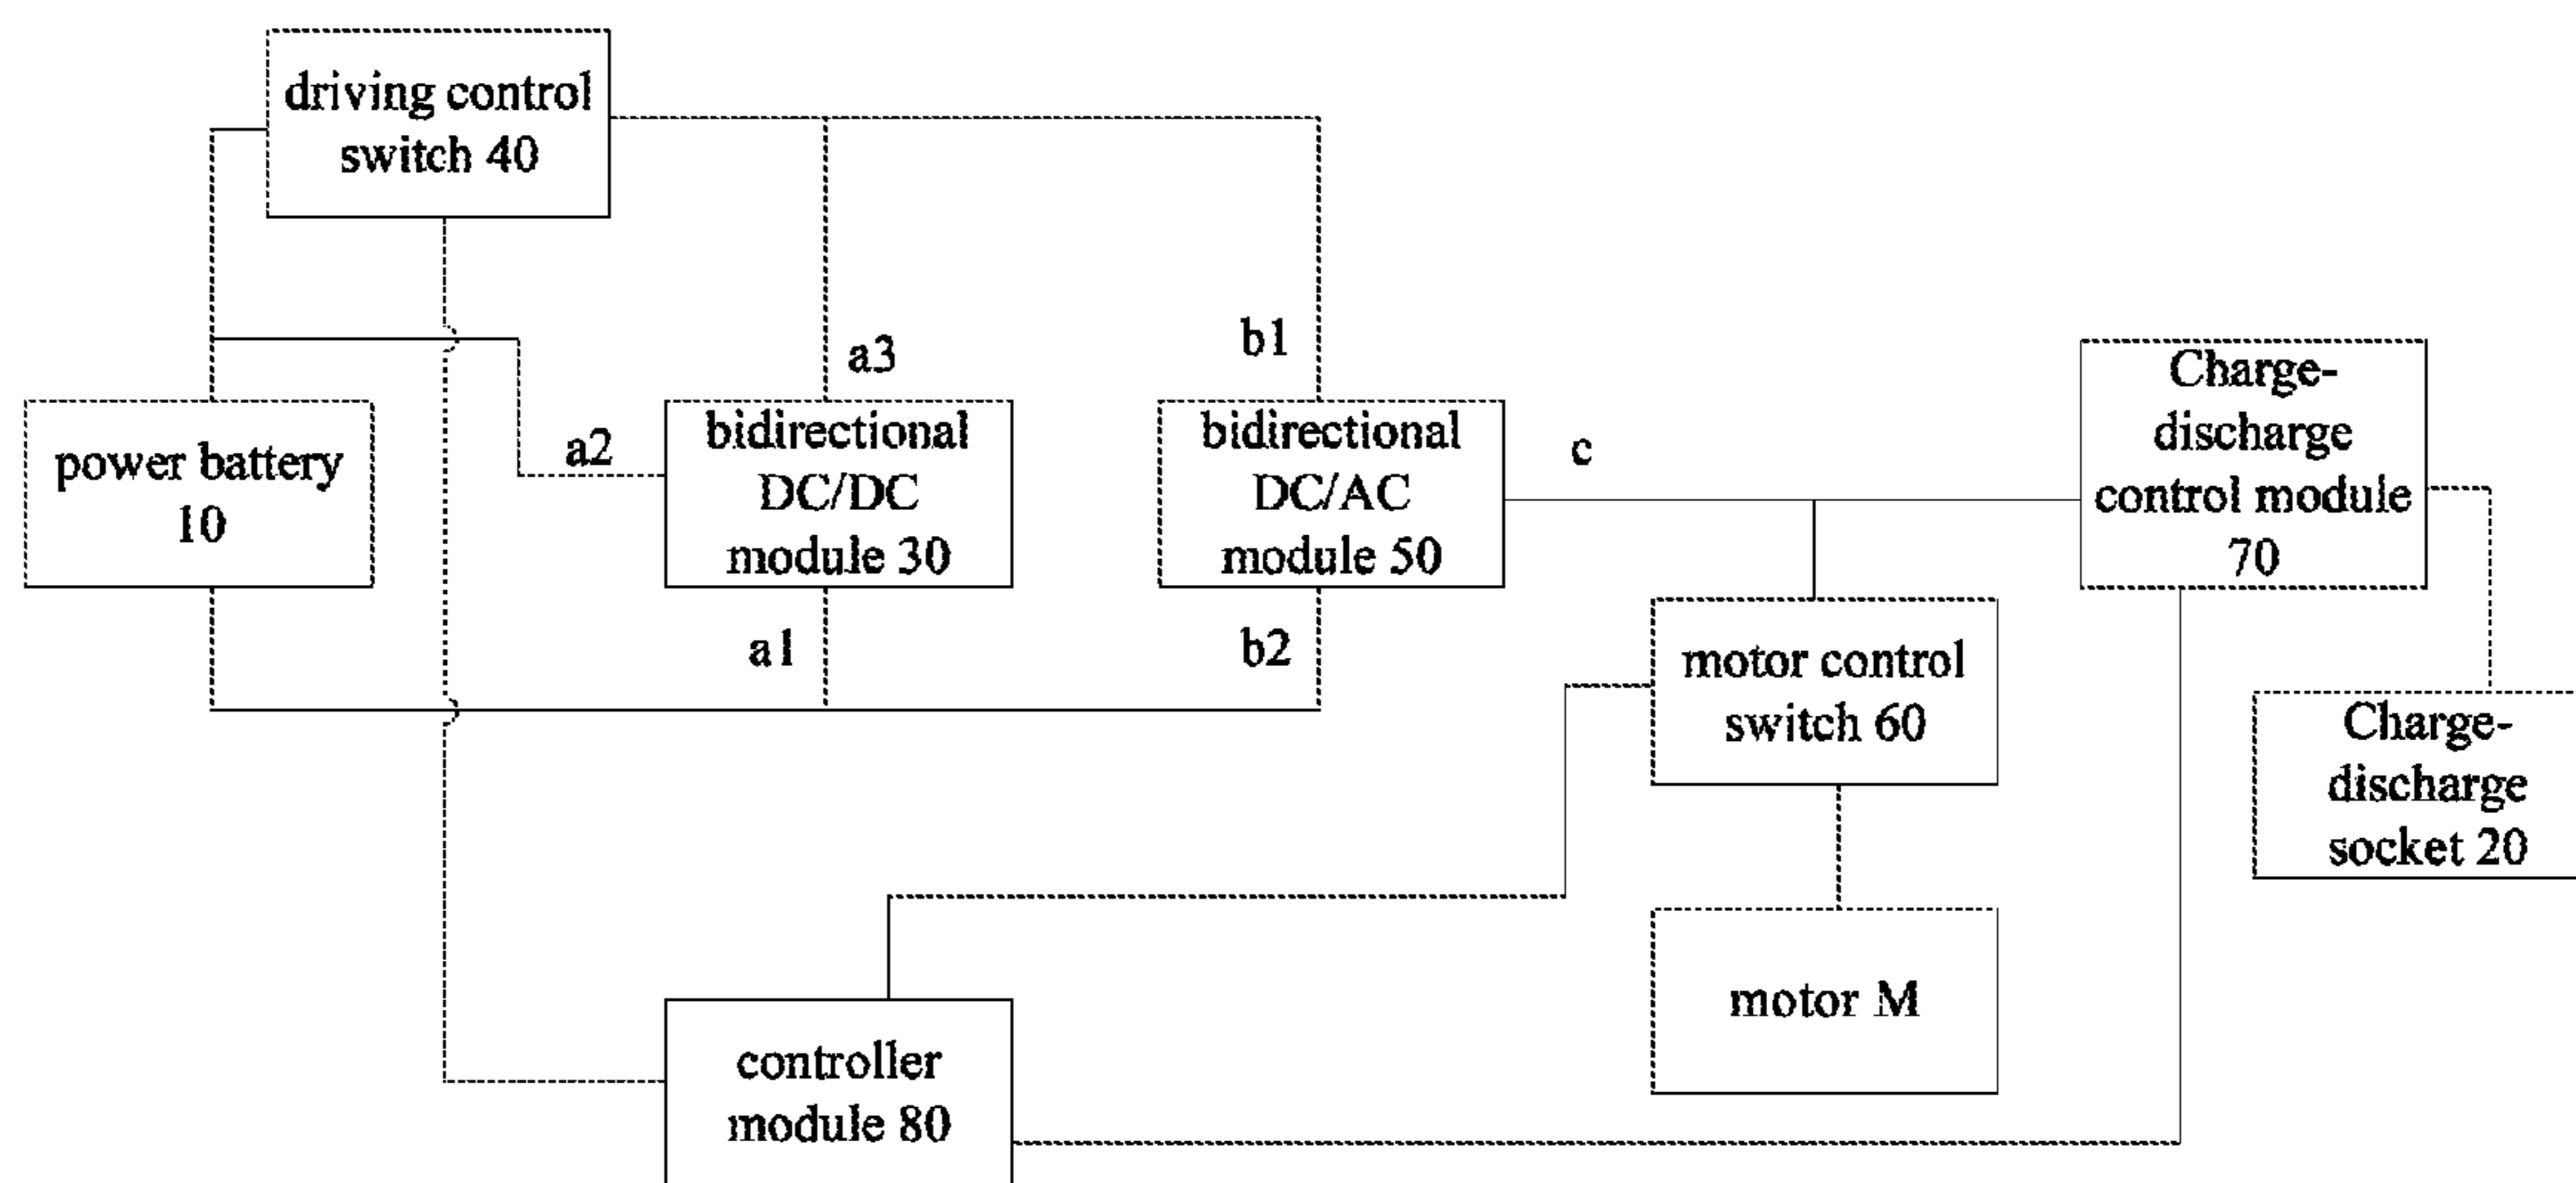 driving control
switch 40
a3
b1
a2
c
power battery
10
bidirectional
DC/DC
module 30
bidirectional
DC/AC
module 50
Charge-
discharge
control module
70
a1
b2
motor control
switch 60
Charge-
discharge
socket 20
motor M
controller
module 80